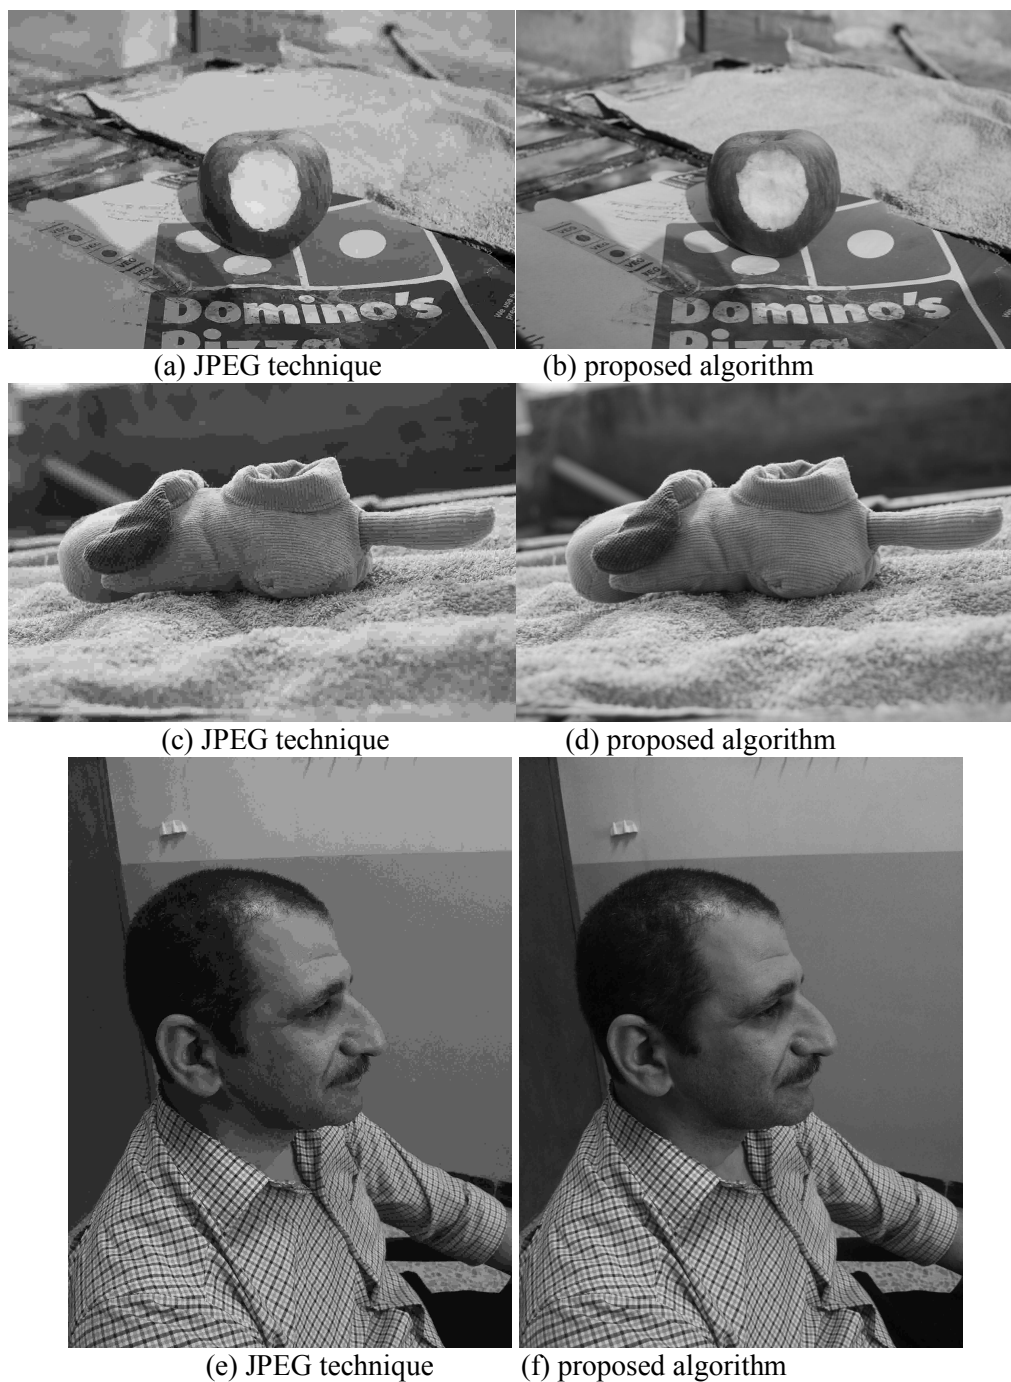 Domino's
Pizza
Domino's
Pizza
(a) JPEG technique
(b) proposed algorithm
(c) JPEG technique
(d) proposed algorithm
(e) JPEG technique
(f) proposed algorithm